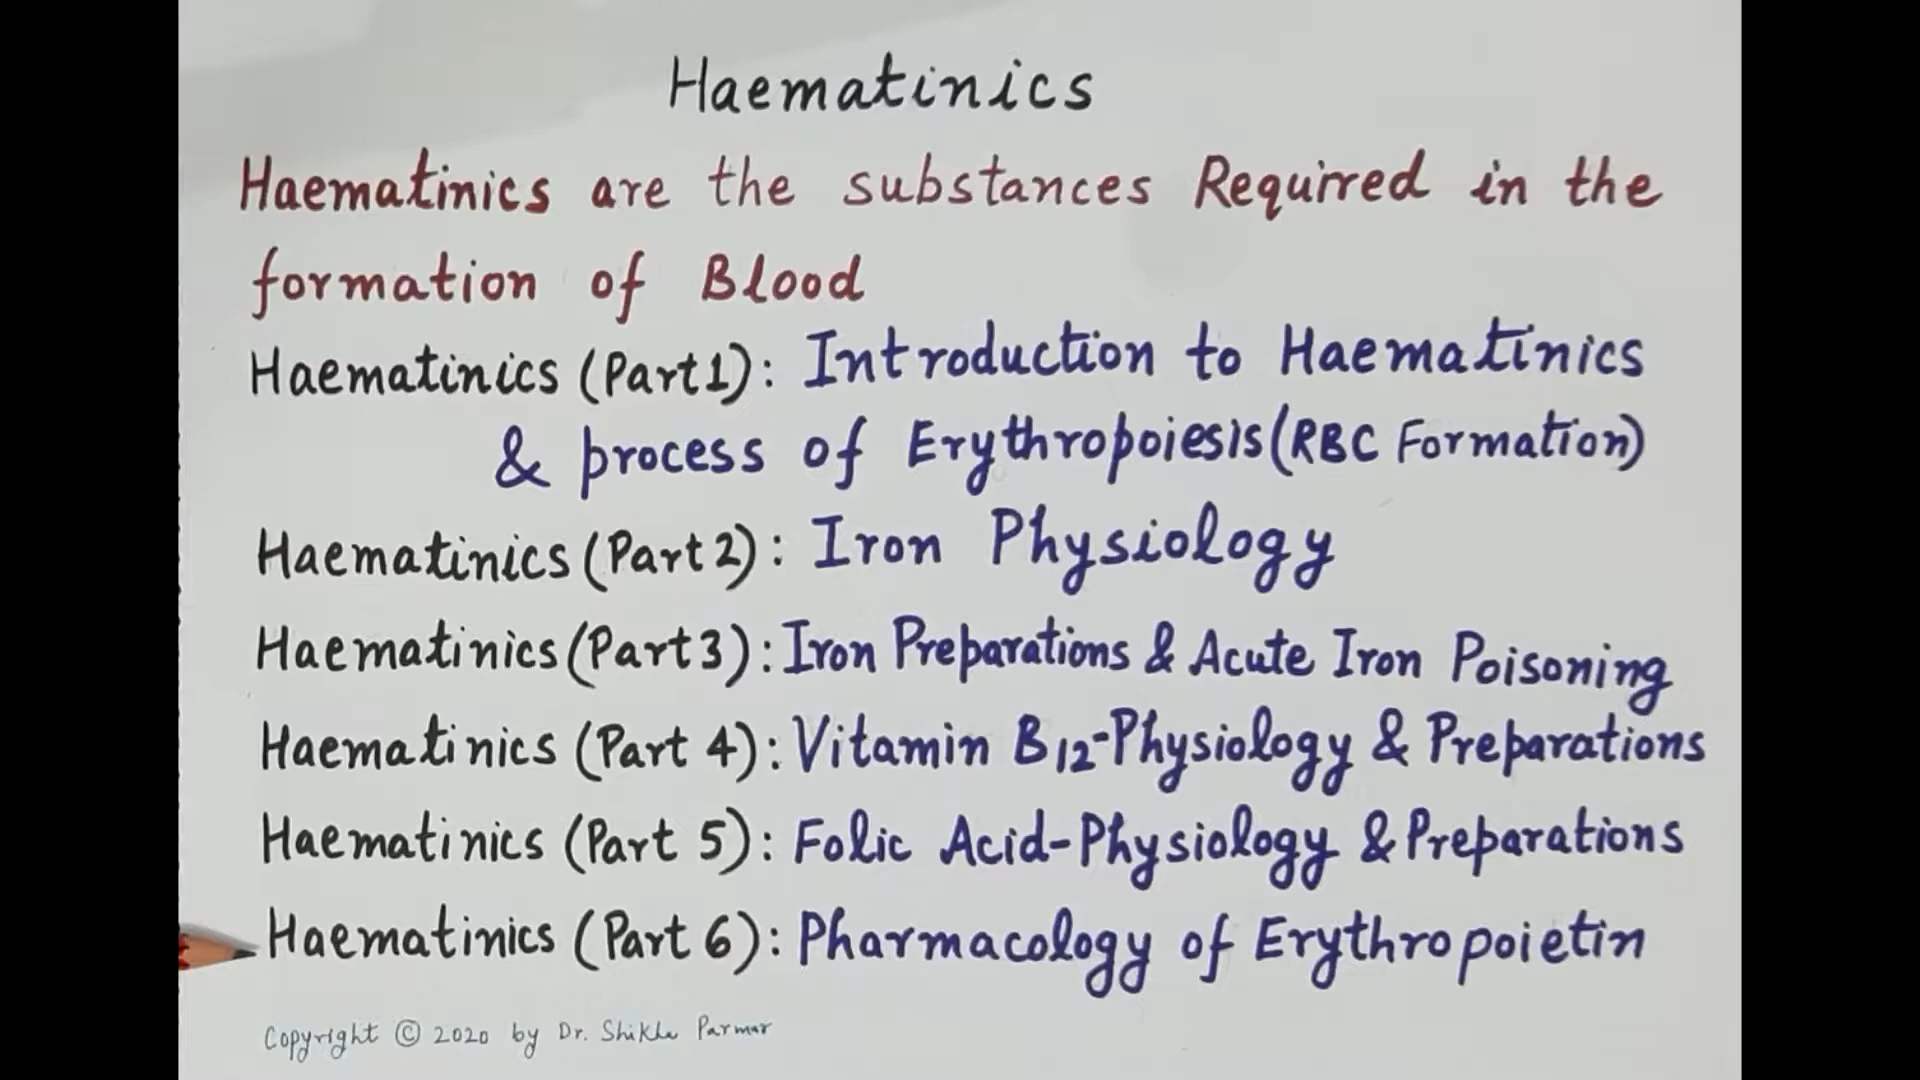 Haematinics
Haematinics are the substances Required in the
formation of Blood
Haematinics (Part1): Introduction to Haematinics
& process of Erythropoiesis (RBC Formation)
Haematinics (Part 2): Iron Physiology
Haematinics (Part3): Iron Preparations & Acute Iron Poisoning
Haematinics (Part 4): Vitamin B12-Physiology & Preparations
Haematinics (Part 5): Folic Acid-Physiology & Preparations
Haematinics (Part 6): Pharmacology of Erythropoietin
Copyright © 2020 by Dr. Shikha Parmar